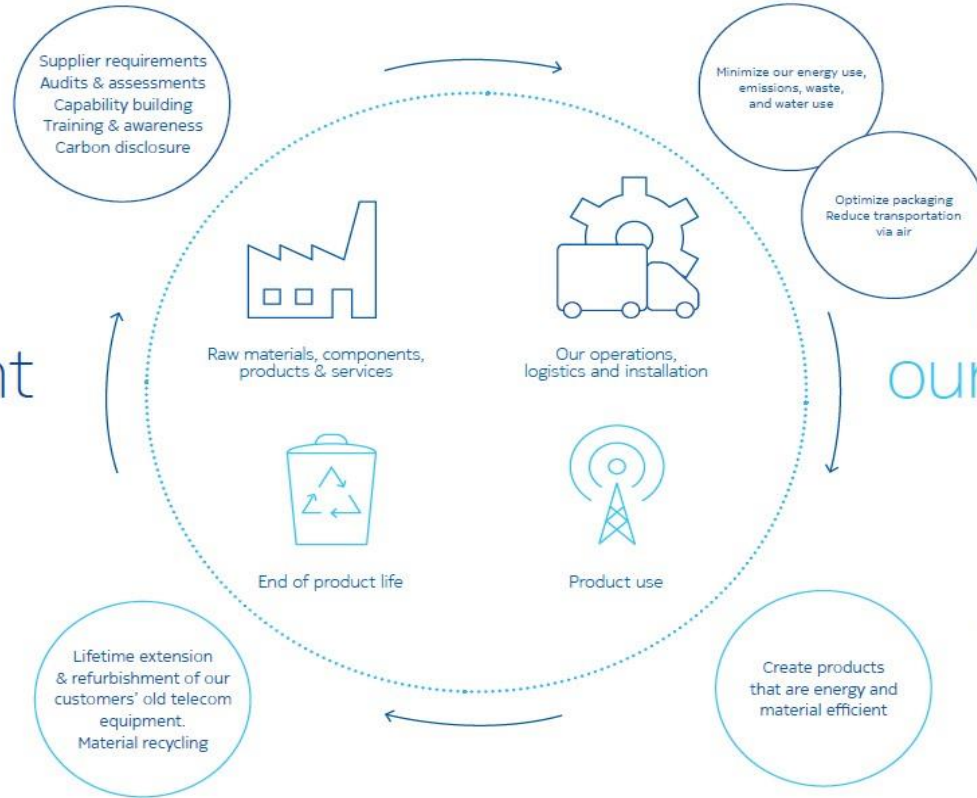 Supplier requirements
Audits & assessments
Capability building
Training & awareness
Carbon disclosure
Minimize our energy use,
emissions, waste,
and water use
Optimize packaging
Reduce transportation
via air
Raw materials, components,
products & services
Our operations,
logistics and installation
nt
our
End of product life
Product use
Lifetime extension
& refurbishment of our
customers’ old telecom
equipment.
Material recycling
Create products
that are energy and
material efficient